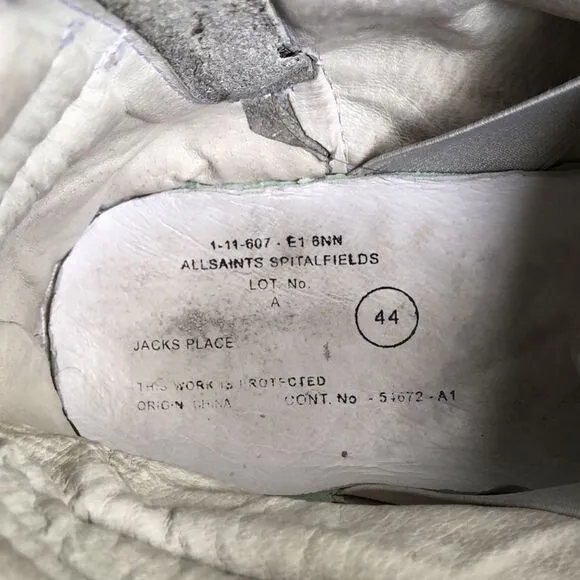 1-11-607 - E1 6NN
ALLSAINTS SPITALFIELDS
LOT No.
A
44
JACKS PLACE
THIS WORK IS PROTECTED
ORIGIN CHINA CONT. No - 54672 - A1